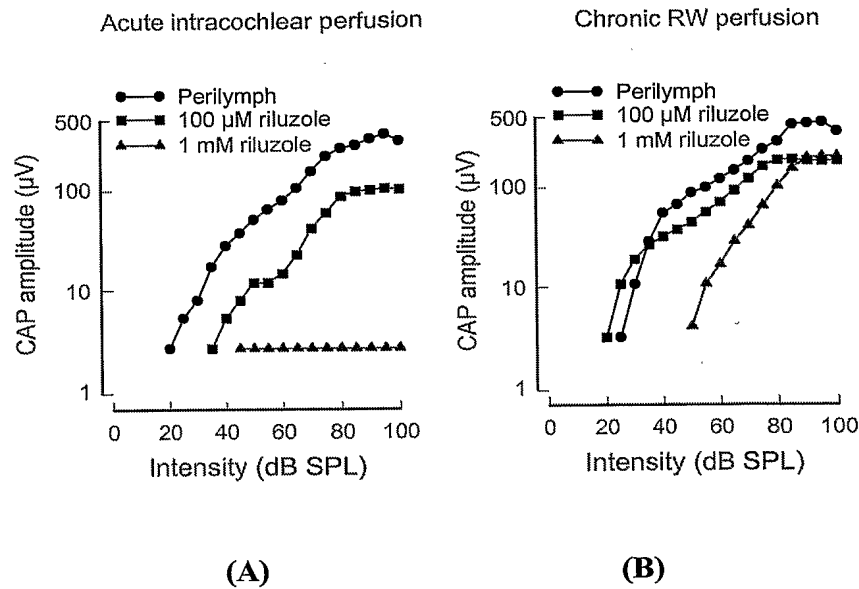 Acute intracochlear perfusion
Perilymph
100 µM riluzole
1 mM riluzole
500
100
10
1
CAP amplitude (µV)
0 20 40 60 80 100
Intensity (dB SPL)
(A)
Chronic RW perfusion
Perilymph
100 µM riluzole
1 mM riluzole
500
100
10
1
CAP amplitude (µV)
0 20 40 60 80 100
Intensity (dB SPL)
(B)